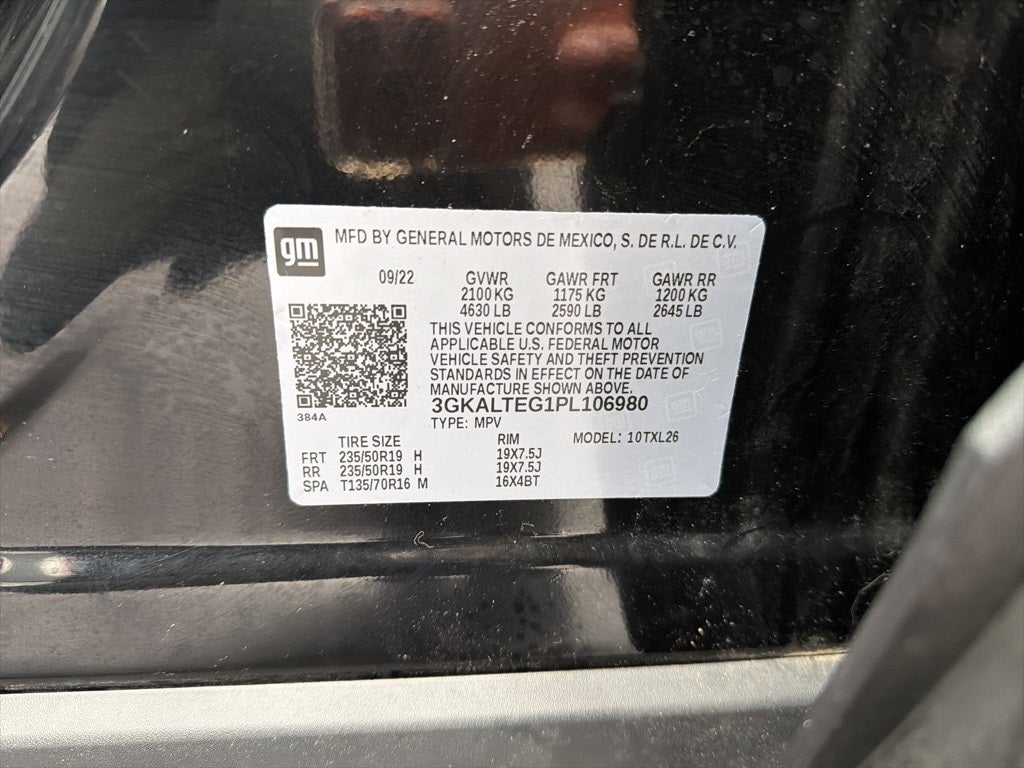 gm MFD BY GENERAL MOTORS DE MEXICO, S. DE R.L. DE C.V.
09/22 GVWR GAWR FRT GAWR RR
2100 KG 1175 KG 1200 KG
4630 LB 2590 LB 2645 LB
THIS VEHICLE CONFORMS TO ALL
APPLICABLE U.S. FEDERAL MOTOR
VEHICLE SAFETY AND THEFT PREVENTION
STANDARDS IN EFFECT ON THE DATE OF
MANUFACTURE SHOWN ABOVE.
384A 3GKALTEG1PL106980
TYPE: MPV
TIRE SIZE RIM MODEL: 10TXL26
FRT 235/50R19 H 19X7.5J
RR 235/50R19 H 19X7.5J
SPA T135/70R16 M 16X4BT